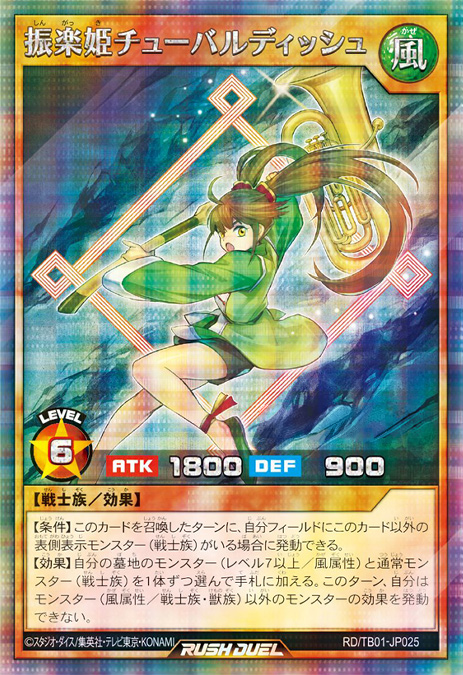 振楽姫チューバルディッシュ
風
LEVEL
6
ATK 1800 DEF 900
【戦士族／効果】
【条件】このカードを召喚したターンに、自分フィールドにこのカード以外の
表側表示モンスター（戦士族）がいる場合に発動できる。
【効果】自分の墓地のモンスター（レベル7以上／風属性）と通常モン
スター（戦士族）を1体ずつ選んで手札に加える。このターン、自分は
モンスター（風属性／戦士族・獣族）以外のモンスターの効果を発動
できない。
©スタジオ・ダイス/集英社・テレビ東京・KONAMI
RUSH DUEL
RD/TB01-JP025